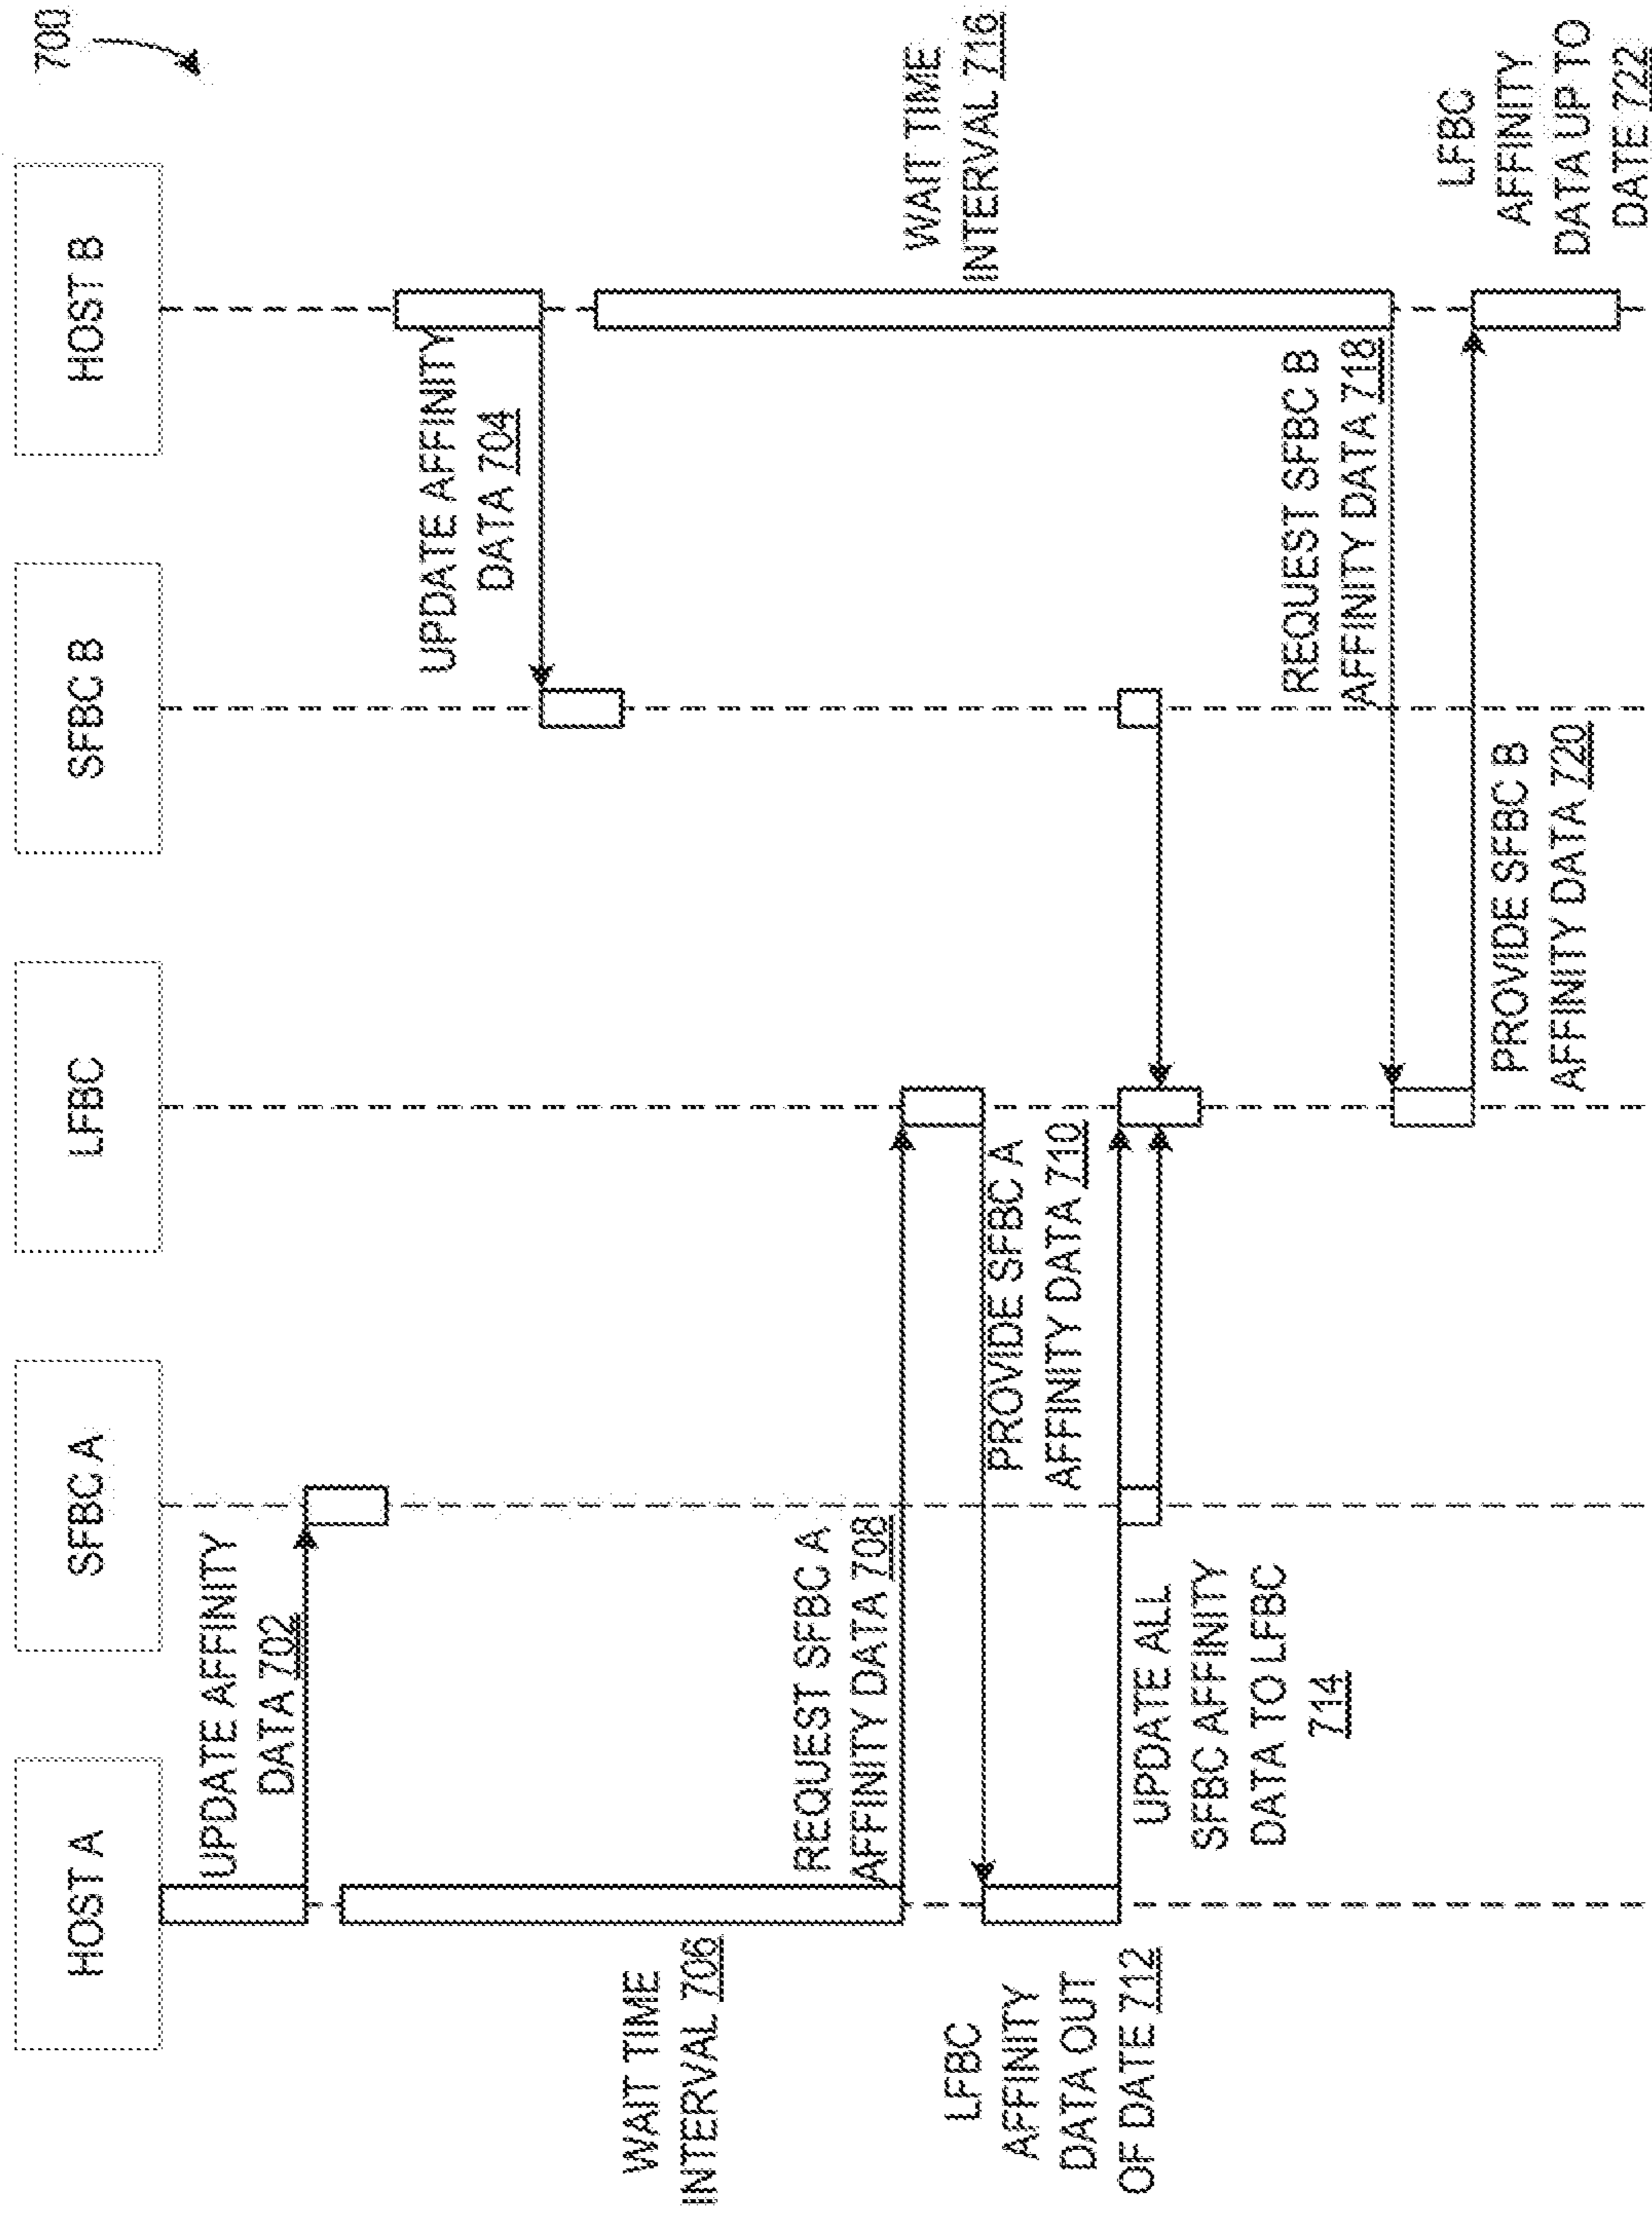 700
HOST A
SFBC A
LFBC
SFBC B
HOST B
UPDATE AFFINITY
DATA 702
UPDATE AFFINITY
DATA 704
WAIT TIME
INTERVAL 706
REQUEST SFBC A
AFFINITY DATA 708
PROVIDE SFBC A
AFFINITY DATA 710
LFBC
AFFINITY
DATA OUT
OF DATE 712
UPDATE ALL
SFBC AFFINITY
DATA TO LFBC
714
WAIT TIME
INTERVAL 716
REQUEST SFBC B
AFFINITY DATA 718
PROVIDE SFBC B
AFFINITY DATA 720
LFBC
AFFINITY
DATA UP TO
DATE 722